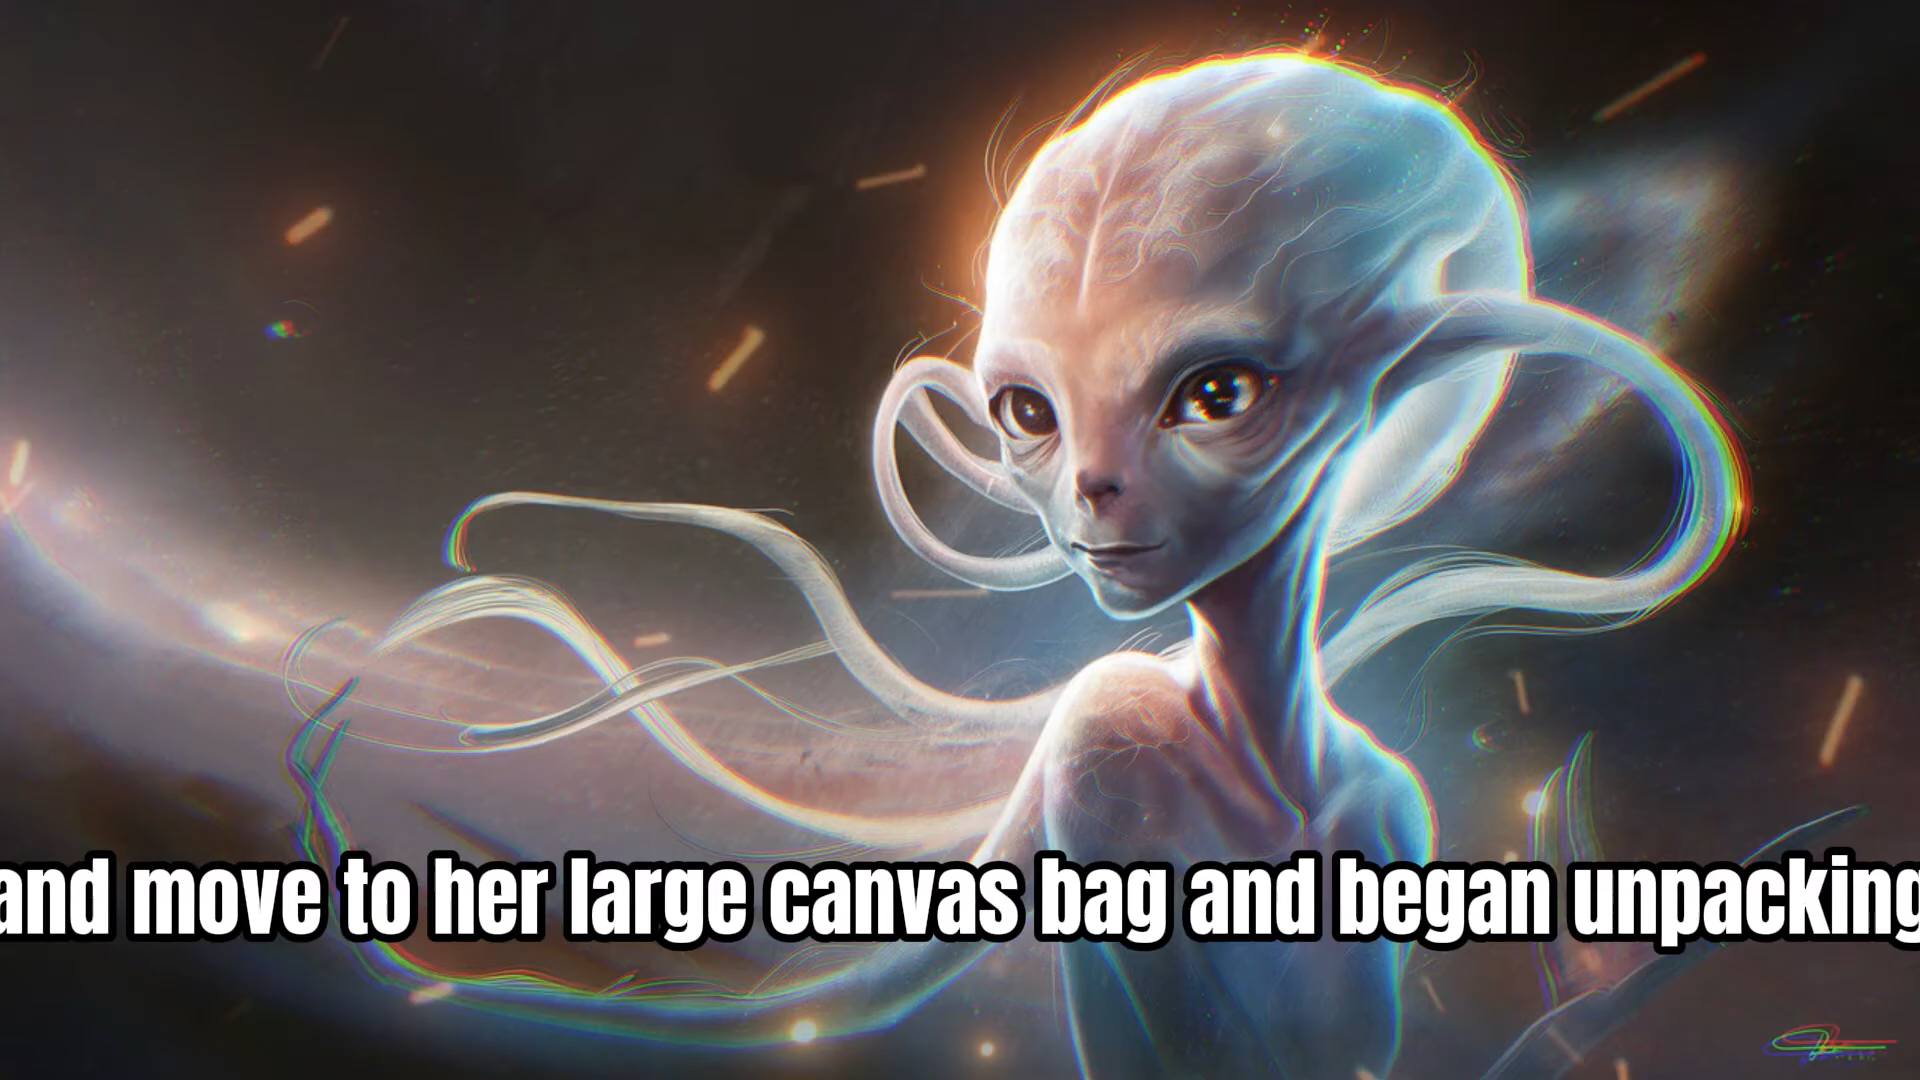 and move to her large canvas bag and began unpacking